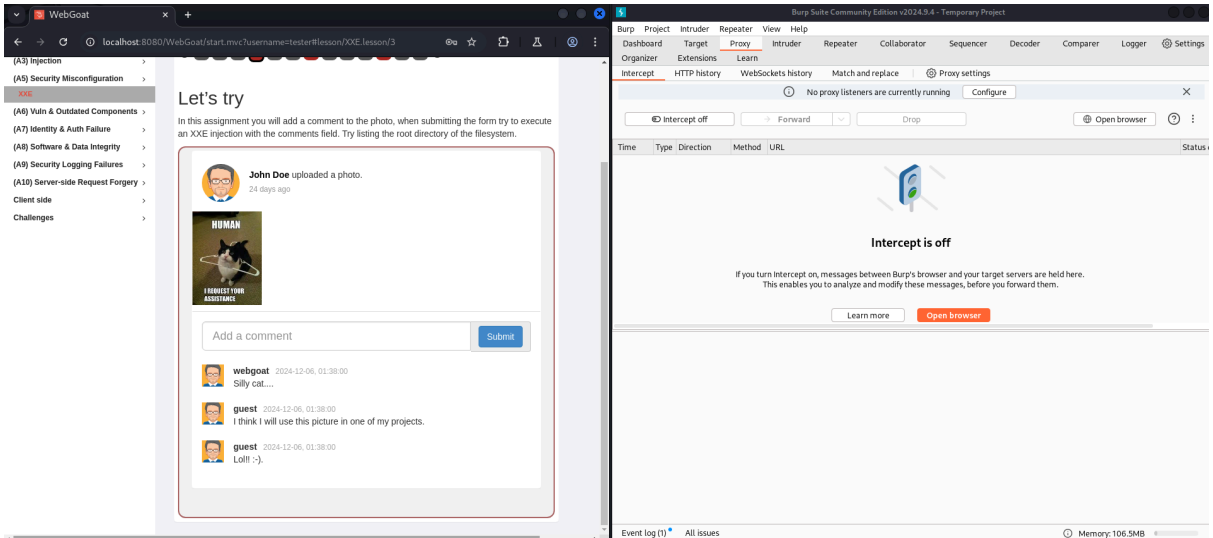 WebGoat
localhost:8080/WebGoat/start.mvc?username=tester#lesson/XXE.lesson/3
(A3) Injection
(A5) Security Misconfiguration
XXE
(A6) Vuln & Outdated Components
(A7) Identity & Auth Failure
(A8) Software & Data Integrity
(A9) Security Logging Failures
(A10) Server-side Request Forgery
Client side
Challenges
Let's try
In this assignment you will add a comment to the photo, when submitting the form try to execute
an XXE injection with the comments field. Try listing the root directory of the filesystem.
John Doe uploaded a photo.
24 days ago
HUMAN
I REQUEST YOUR
ASSISTANCE
Add a comment
Submit
webgoat 2024-12-06, 01:38:00
Silly cat....
guest 2024-12-06, 01:38:00
I think I will use this picture in one of my projects.
guest 2024-12-06, 01:38:00
Lol!! :-).
Burp Suite Community Edition v2024.9.4 - Temporary Project
Burp Project Intruder Repeater View Help
Dashboard Target Proxy Intruder Repeater Collaborator Sequencer Decoder Comparer Logger Settings
Organizer Extensions Learn
Intercept HTTP history WebSockets history Match and replace Proxy settings
No proxy listeners are currently running Configure
Intercept off Forward Drop Open browser
Time Type Direction Method URL Status
Intercept is off
If you turn Intercept on, messages between Burp's browser and your target servers are held here.
This enables you to analyze and modify these messages, before you forward them.
Learn more Open browser
Event log (1) All issues Memory: 106.5MB